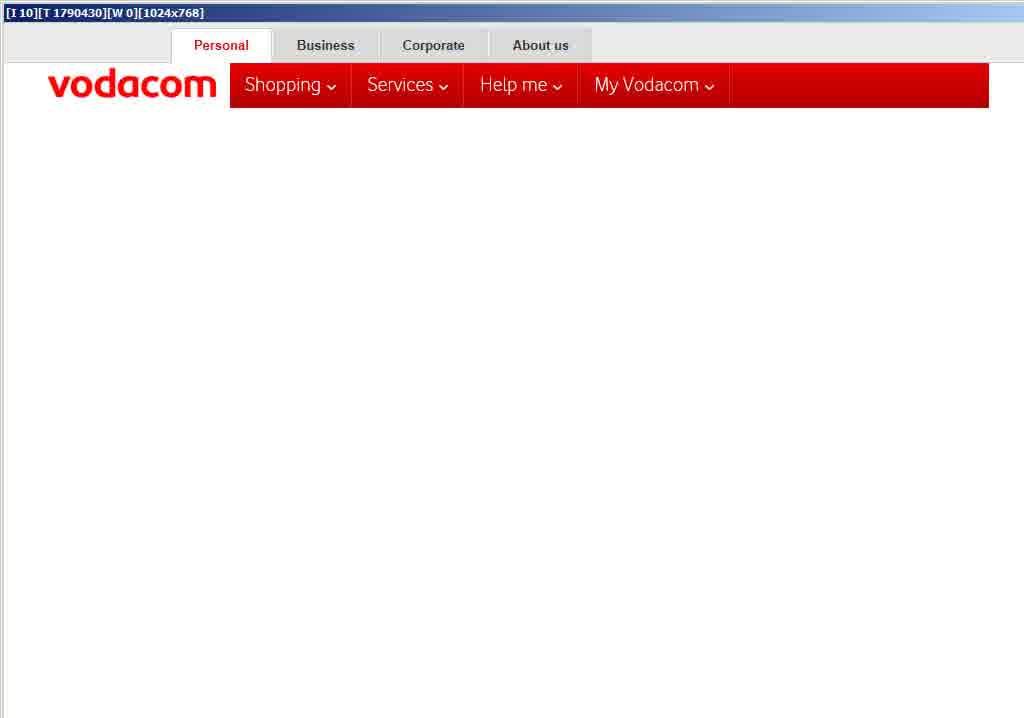 [I 10][T 1790430][W 0][1024x768]
Personal Business Corporate About us
vodacom Shopping Services Help me My Vodacom